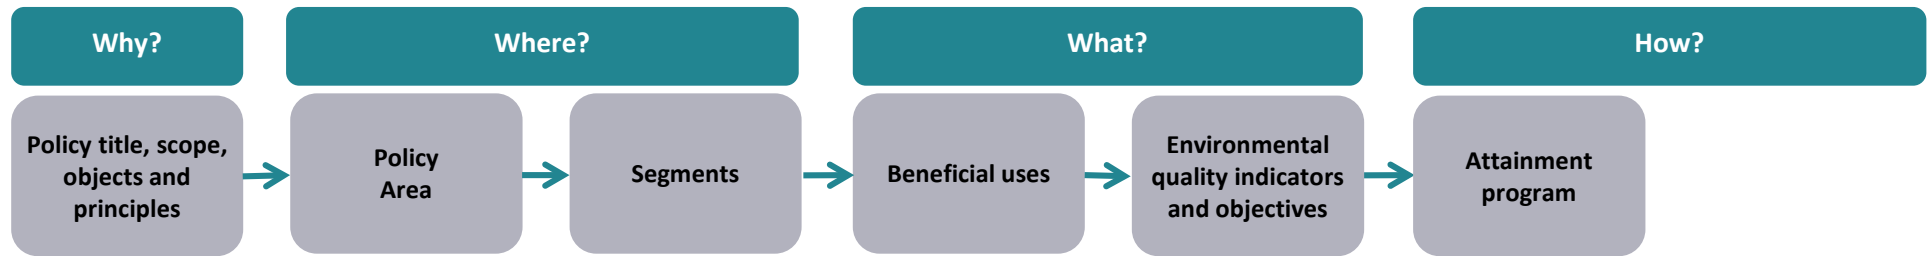 Why?
Where?
What?
How?
Policy title, scope,
objects and
principles
Policy
Area
Segments
Beneficial uses
Environmental
quality indicators
and objectives
Attainment
program